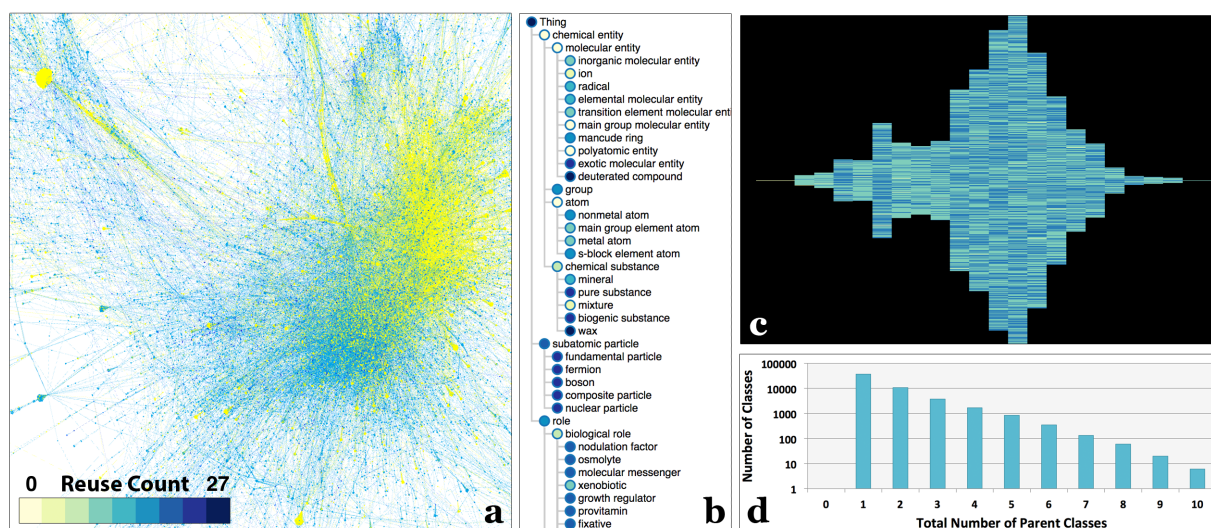 0 Reuse Count 27
a
Thing
chemical entity
molecular entity
inorganic molecular entity
ion
radical
elemental molecular entity
transition element molecular enti
main group molecular entity
mancude ring
polyatomic entity
exotic molecular entity
deuterated compound
group
atom
nonmetal atom
main group element atom
metal atom
s-block element atom
chemical substance
mineral
pure substance
mixture
biogenic substance
wax
subatomic particle
fundamental particle
fermion
boson
composite particle
nuclear particle
role
biological role
nodulation factor
osmolyte
molecular messenger
xenobiotic
growth regulator
provitamin
fixative
b
c
Number of Classes
100000
10000
1000
100
10
1
0 1 2 3 4 5 6 7 8 9 10
Total Number of Parent Classes
d